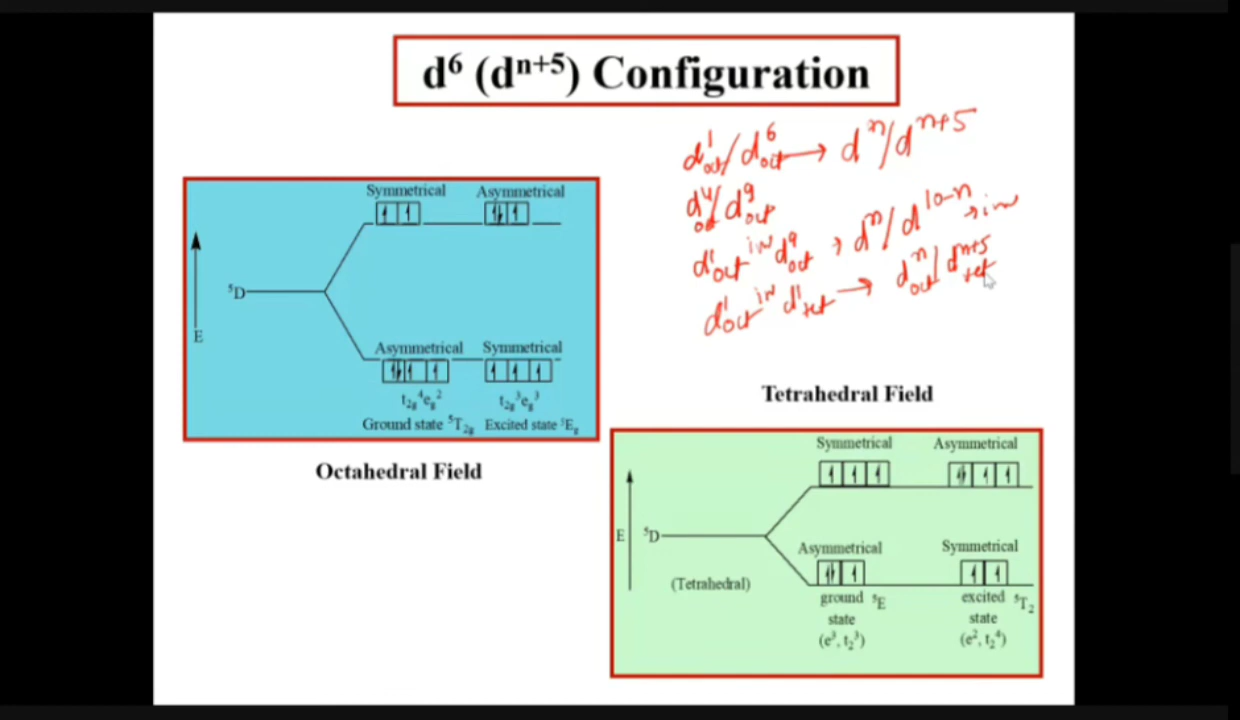 d⁶ (dⁿ⁺⁵) Configuration
d¹oct/d⁶oct → dⁿ/dⁿ⁺⁵
d⁴oct/d⁹oct
d¹oct in d⁹oct → dⁿ/d¹⁰⁻ⁿ → in
d¹oct in d¹tet → dⁿoct/dⁿ⁺⁵tet
Symmetrical Asymmetrical
⁵D
E
Asymmetrical Symmetrical
t₂g⁴eg² t₂g³eg³
Ground state ⁵T₂g Excited state ⁵Eg
Octahedral Field
Tetrahedral Field
Symmetrical Asymmetrical
E ⁵D
Asymmetrical Symmetrical
(Tetrahedral)
ground ⁵E excited ⁵T₂
state state
(e³, t₂³) (e², t₂⁴)